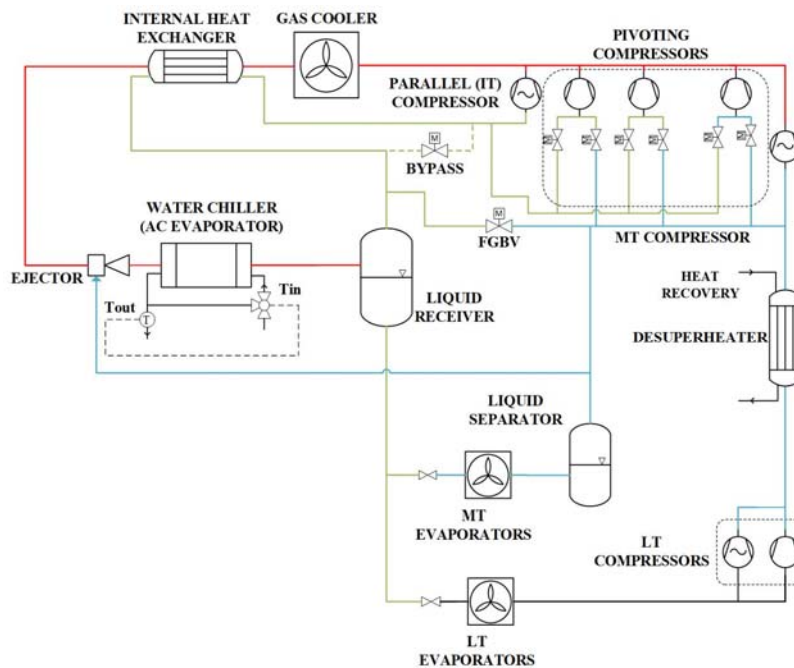 INTERNAL HEAT
EXCHANGER
GAS COOLER
PIVOTING
COMPRESSORS
PARALLEL (IT)
COMPRESSOR
M
M
M
M
M
M
M
BYPASS
M
WATER CHILLER
(AC EVAPORATOR)
FGBV
MT COMPRESSOR
EJECTOR
Tin
Tout
T
LIQUID
RECEIVER
HEAT
RECOVERY
DESUPERHEATER
LIQUID
SEPARATOR
MT
EVAPORATORS
LT
COMPRESSORS
LT
EVAPORATORS